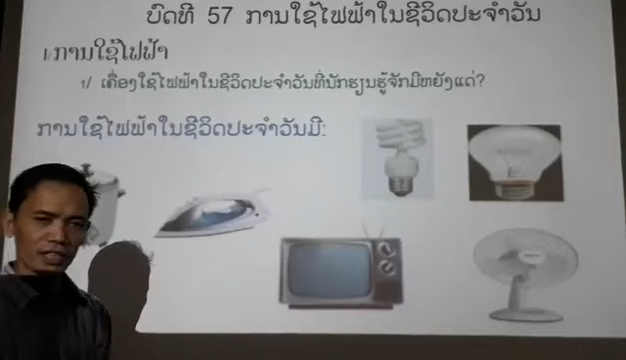 ບົດທີ 57 ການໃຊ້ໄຟຟ້າໃນຊີວິດປະຈຳວັນ
I/ການໃຊ້ໄຟຟ້າ
1/ ເຄື່ອງໃຊ້ໄຟຟ້າໃນຊີວິດປະຈຳວັນທີ່ນັກຮຽນຮູ້ຈັກມີຫຍັງແດ່?
ການໃຊ້ໄຟຟ້າໃນຊີວິດປະຈຳວັນມີ: